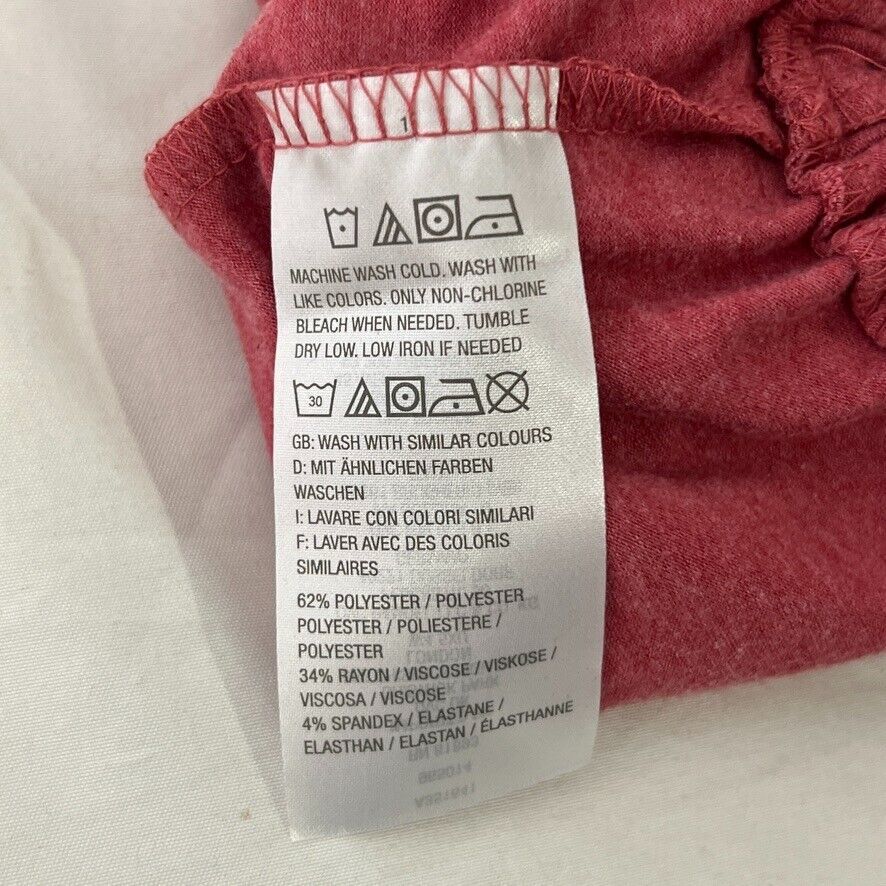 1
MACHINE WASH COLD. WASH WITH
LIKE COLORS. ONLY NON-CHLORINE
BLEACH WHEN NEEDED. TUMBLE
DRY LOW. LOW IRON IF NEEDED
30
GB: WASH WITH SIMILAR COLOURS
D: MIT ÄHNLICHEN FARBEN
WASCHEN
I: LAVARE CON COLORI SIMILARI
F: LAVER AVEC DES COLORIS
SIMILAIRES
62% POLYESTER / POLYESTER
POLYESTER / POLIESTERE /
POLYESTER
34% RAYON / VISCOSE / VISKOSE /
VISCOSA / VISCOSE
4% SPANDEX / ELASTANE /
ELASTHAN / ELASTAN / ÉLASTHANNE